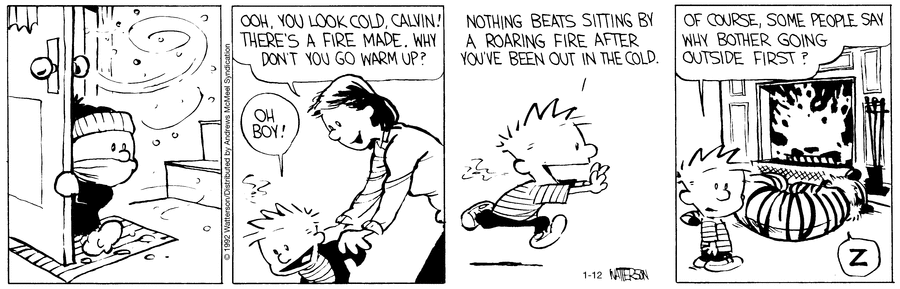 © 1992 Watterson/Distributed by Andrews McMeel Syndication
OOH, YOU LOOK COLD, CALVIN!
THERE'S A FIRE MADE. WHY
DON'T YOU GO WARM UP?
OH
BOY!
NOTHING BEATS SITTING BY
A ROARING FIRE AFTER
YOU'VE BEEN OUT IN THE COLD.
1-12 WATTERSON
OF COURSE, SOME PEOPLE SAY
WHY BOTHER GOING
OUTSIDE FIRST?
Z